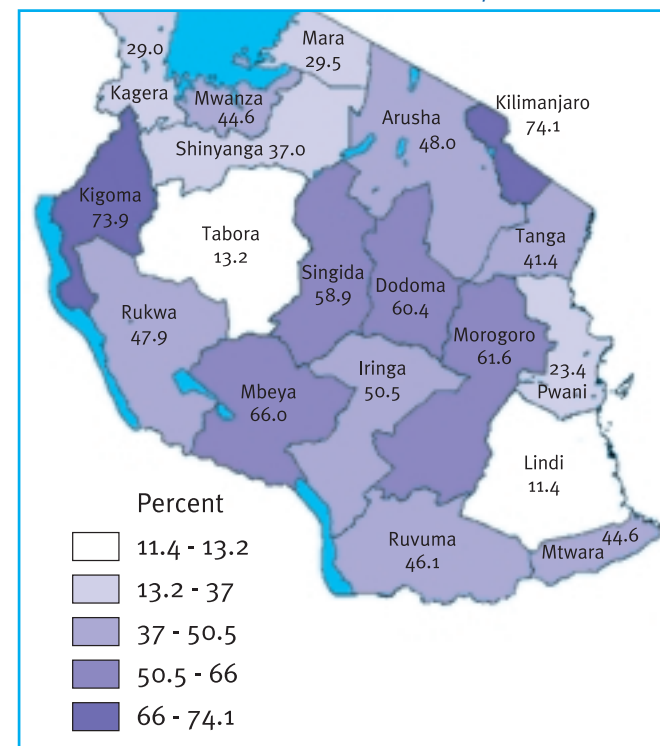 29.0
Kagera
Mara
29.5
Mwanza
44.6
Shinyanga 37.0
Arusha
48.0
Kilimanjaro
74.1
Kigoma
73.9
Tabora
13.2
Singida
58.9
Dodoma
60.4
Tanga
41.4
Rukwa
47.9
Morogoro
61.6
Mbeya
66.0
Iringa
50.5
23.4
Pwani
Lindi
11.4
Ruvuma
46.1
44.6
Mtwara
Percent
11.4 - 13.2
13.2 - 37
37 - 50.5
50.5 - 66
66 - 74.1